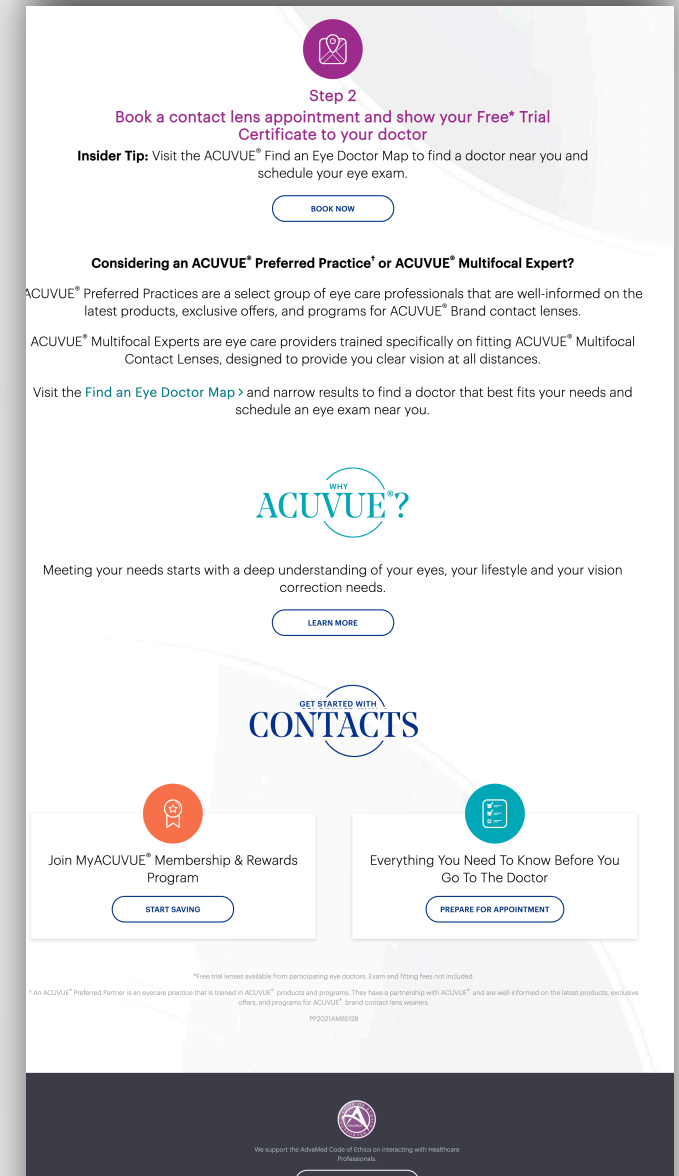 Step 2
Book a contact lens appointment and show your Free* Trial
Certificate to your doctor
Insider Tip: Visit the ACUVUE® Find an Eye Doctor Map to find a doctor near you and
schedule your eye exam.
BOOK NOW
Considering an ACUVUE® Preferred Practice† or ACUVUE® Multifocal Expert?
ACUVUE® Preferred Practices are a select group of eye care professionals that are well-informed on the
latest products, exclusive offers, and programs for ACUVUE® Brand contact lenses.
ACUVUE® Multifocal Experts are eye care providers trained specifically on fitting ACUVUE® Multifocal
Contact Lenses, designed to provide you clear vision at all distances.
Visit the Find an Eye Doctor Map > and narrow results to find a doctor that best fits your needs and
schedule an eye exam near you.
WHY
ACUVUE®?
Meeting your needs starts with a deep understanding of your eyes, your lifestyle and your vision
correction needs.
LEARN MORE
GET STARTED WITH
CONTACTS
Join MyACUVUE® Membership & Rewards
Program
START SAVING
Everything You Need To Know Before You
Go To The Doctor
PREPARE FOR APPOINTMENT
*Free trial lenses available from participating eye doctors. Exam and fitting fees not included.
† An ACUVUE® Preferred Partner is an eyecare practice that is trained in ACUVUE® products and programs. They have a partnership with ACUVUE® and are well-informed on the latest products, exclusive
offers, and programs for ACUVUE® brand contact lens wearers.
PP2021AMB5128
We support the AdvaMed Code of Ethics on Interacting with Healthcare
Professionals.